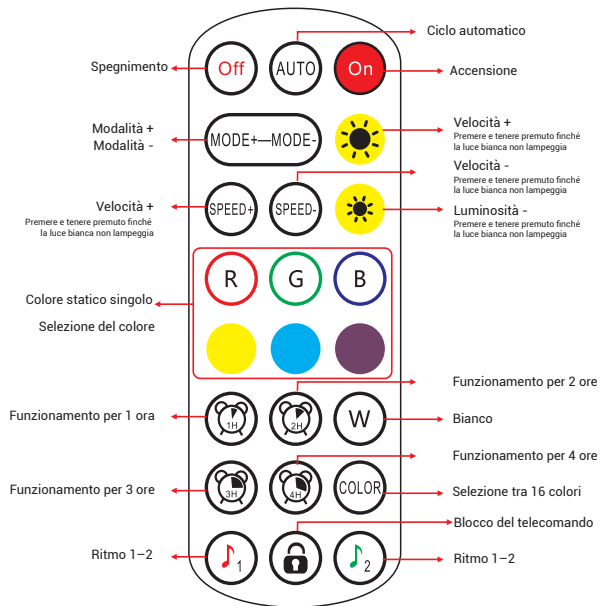 Ciclo automatico
Spegnimento
Off
AUTO
On
Accensione
Modalità +
Modalità -
MODE+—MODE-
Velocità +
Premere e tenere premuto finché
la luce bianca non lampeggia
Velocità -
Premere e tenere premuto finché
la luce bianca non lampeggia
Velocità +
Premere e tenere premuto finché
la luce bianca non lampeggia
SPEED+
SPEED-
Luminosità -
Premere e tenere premuto finché
la luce bianca non lampeggia
R
G
B
Colore statico singolo
Selezione del colore
Funzionamento per 2 ore
Funzionamento per 1 ora
1H
2H
W
Bianco
Funzionamento per 4 ore
Funzionamento per 3 ore
3H
4H
COLOR
Selezione tra 16 colori
Blocco del telecomando
Ritmo 1–2
1
2
Ritmo 1–2